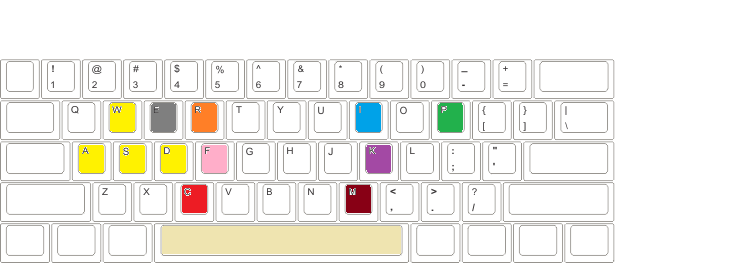 ! @ # $ % ^ & * ( ) _ +
1 2 3 4 5 6 7 8 9 0 - =
Q W E R T Y U I O P { } |
[ ] \
A S D F G H J K L : "
; '
Z X C V B N M < > ?
, . /